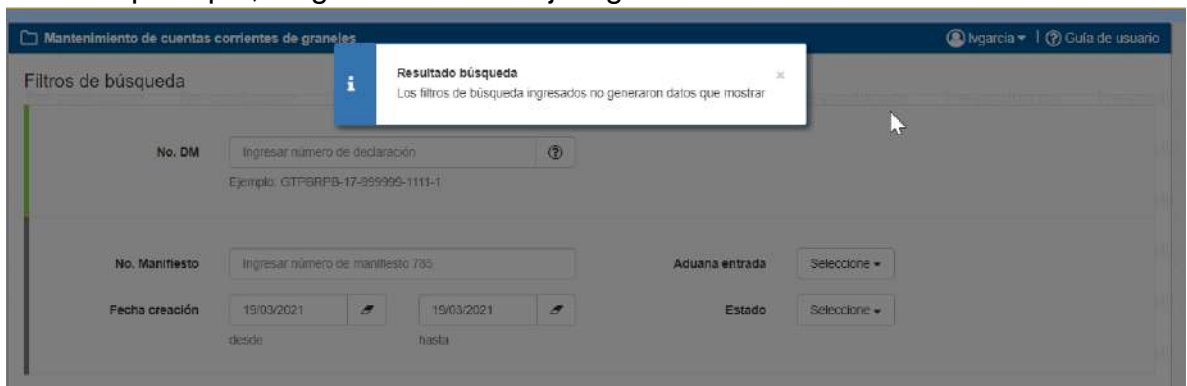 Mantenimiento de cuentas corrientes de graneles
lvgarcia
Guía de usuario
Resultado búsqueda
Los filtros de búsqueda ingresados no generaron datos que mostrar
Filtros de búsqueda
No. DM
Ingresar número de declaración
Ejemplo: GTPBRPB-17-999999-1111-1
No. Manifiesto
Ingresar número de manifiesto 785
Aduana entrada
Seleccione
Fecha creación
19/03/2021
19/03/2021
Estado
Seleccione
desde
hasta